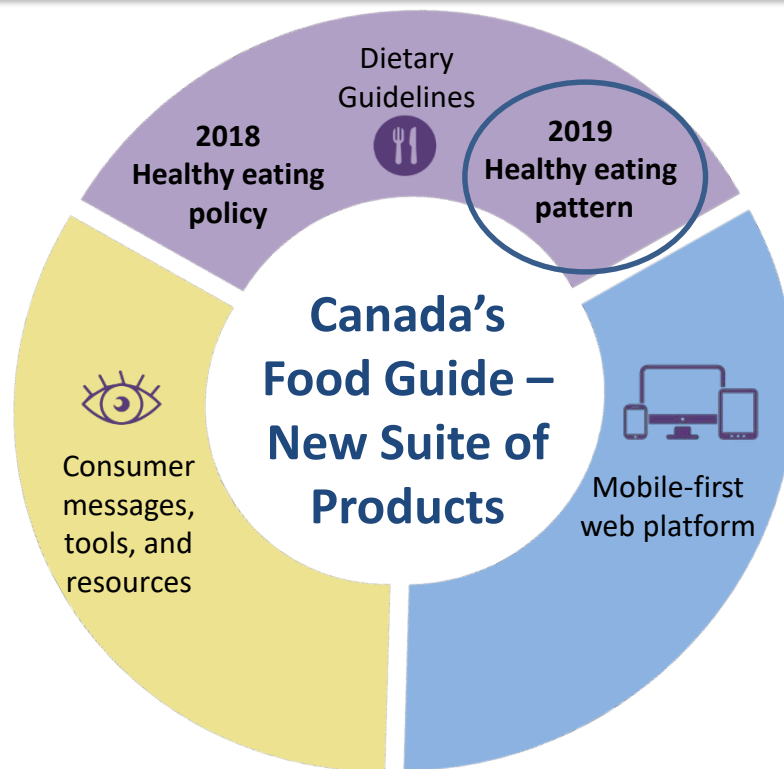 Dietary
Guidelines
2018
Healthy eating
policy
2019
Healthy eating
pattern
Canada’s
Food Guide –
New Suite of
Products
Consumer
messages,
tools, and
resources
Mobile-first
web platform